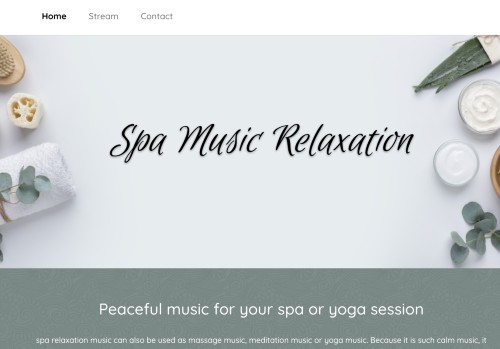 Home Stream Contact
Spa Music Relaxation
Peaceful music for your spa or yoga session
spa relaxation music can also be used as massage music, meditation music or yoga music. Because it is such calm music, it